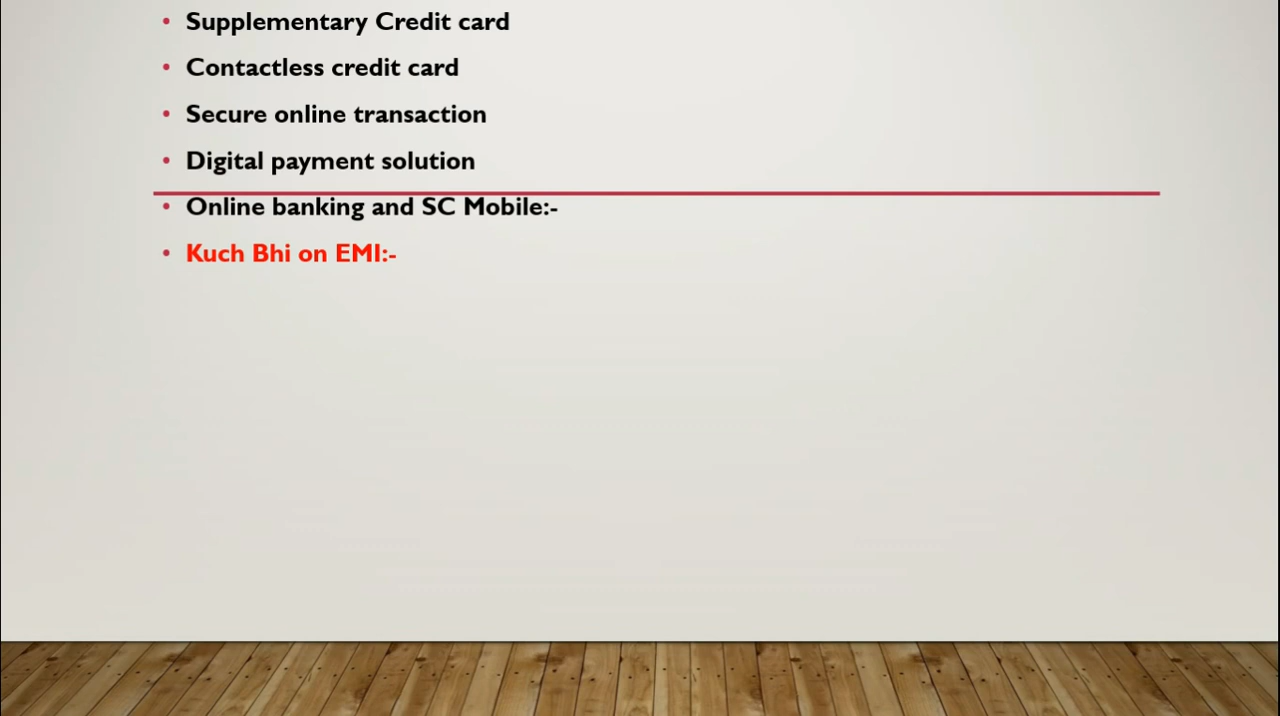 • Supplementary Credit card
• Contactless credit card
• Secure online transaction
• Digital payment solution
• Online banking and SC Mobile:-
• Kuch Bhi on EMI:-